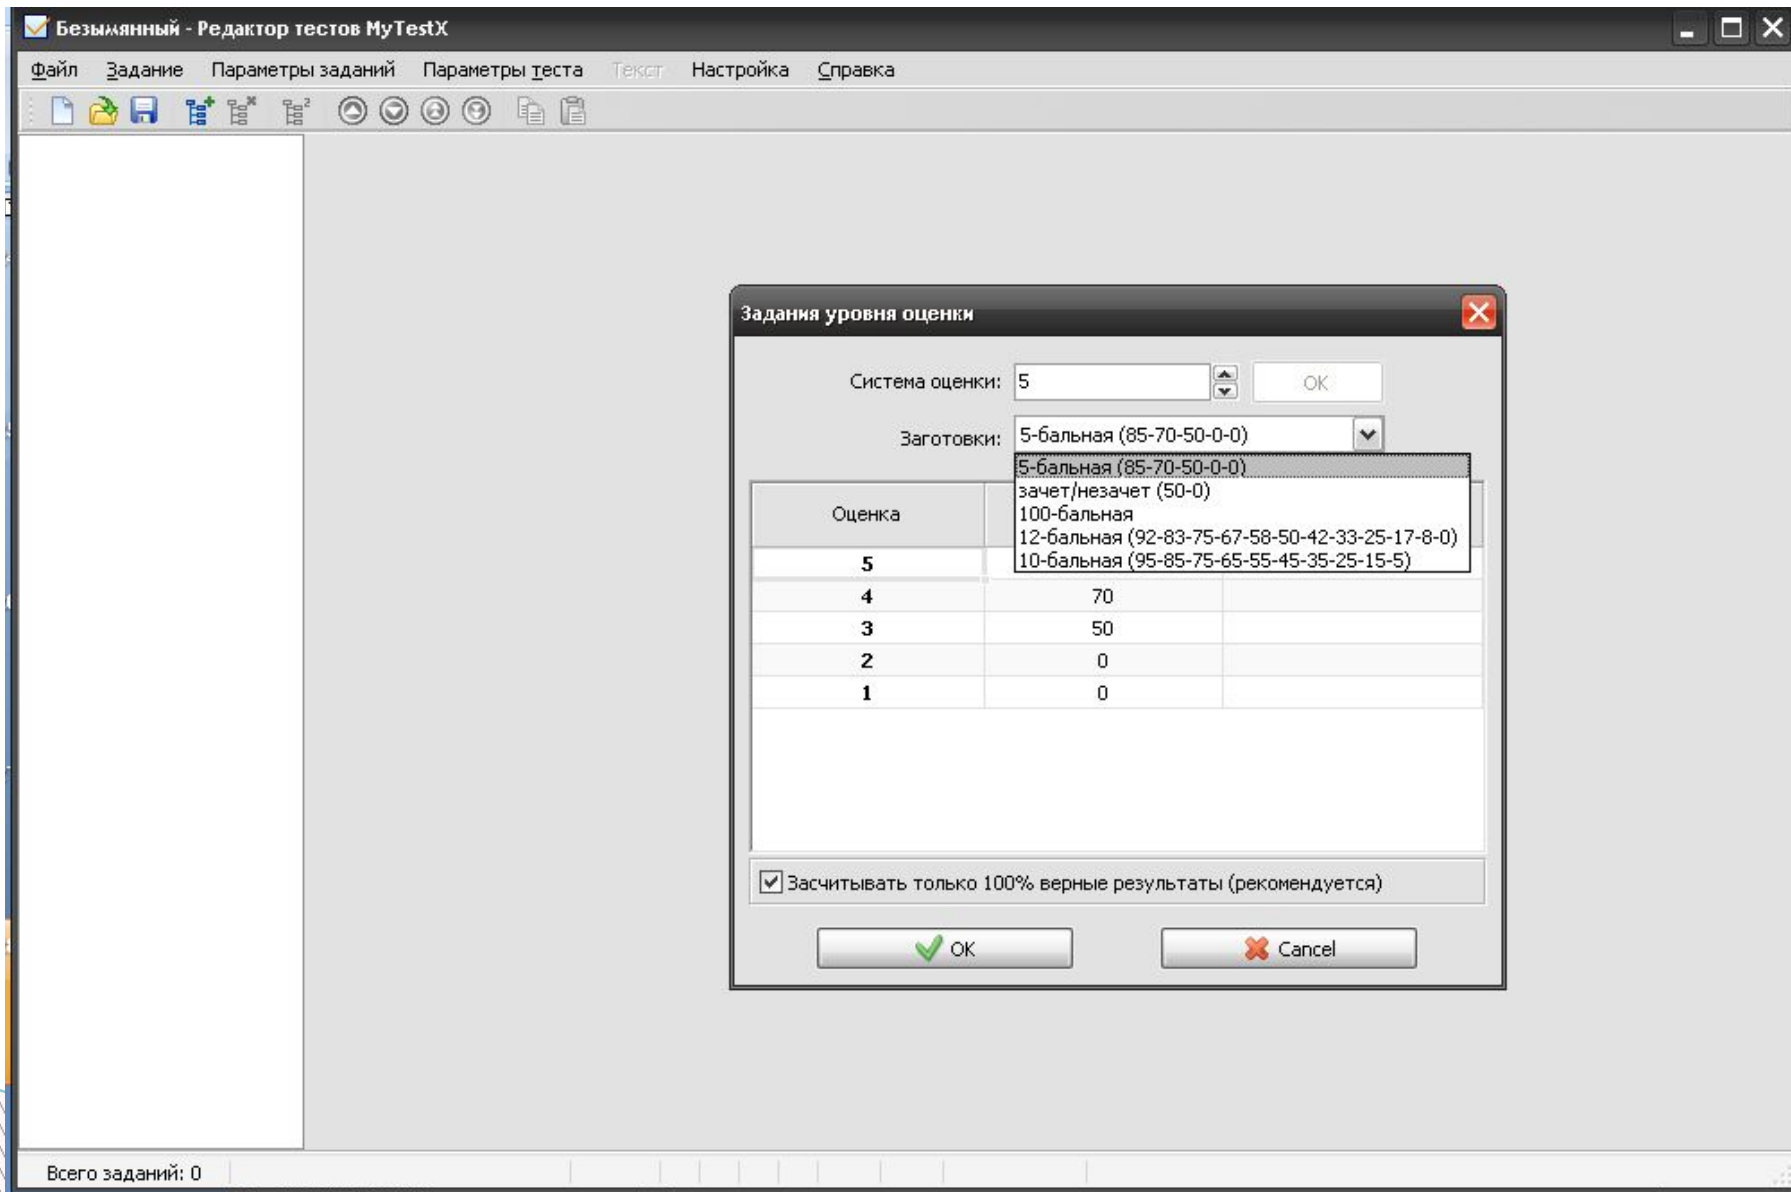 Безымянный - Редактор тестов MyTestX
Файл Задание Параметры заданий Параметры теста Текст Настройка Справка
Задания уровня оценки
Система оценки: 5 OK
Заготовки: 5-бальная (85-70-50-0-0)
5-бальная (85-70-50-0-0)
зачет/незачет (50-0)
100-бальная
12-бальная (92-83-75-67-58-50-42-33-25-17-8-0)
10-бальная (95-85-75-65-55-45-35-25-15-5)
Оценка
5
4 70
3 50
2 0
1 0
Засчитывать только 100% верные результаты (рекомендуется)
OK Cancel
Всего заданий: 0